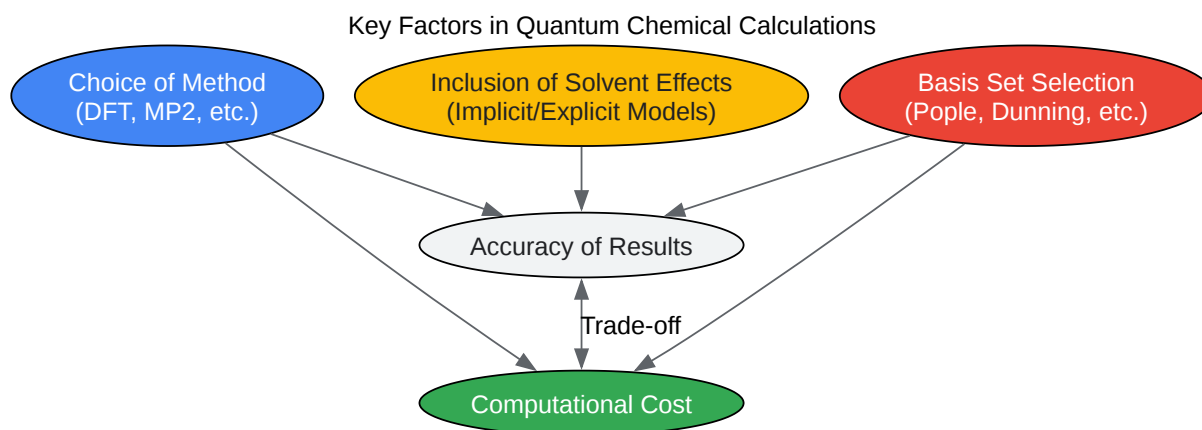 Key Factors in Quantum Chemical Calculations
Choice of Method
(DFT, MP2, etc.)
Inclusion of Solvent Effects
(Implicit/Explicit Models)
Basis Set Selection
(Pople, Dunning, etc.)
Accuracy of Results
Trade-off
Computational Cost